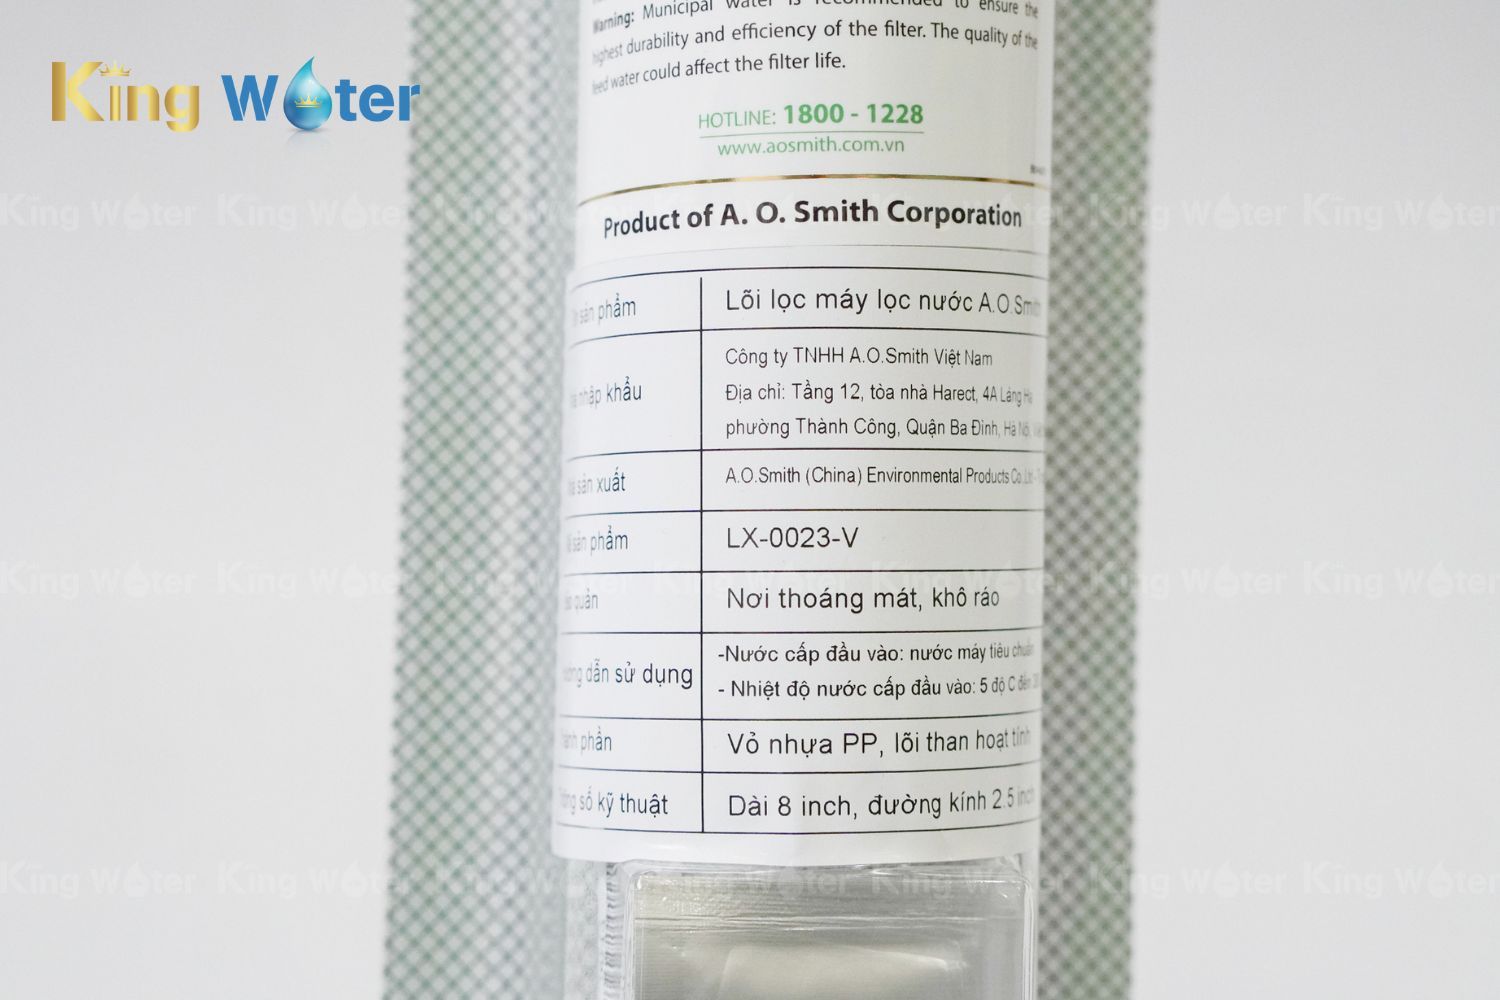 King Water
Warning: Municipal water is recommended to ensure the
highest durability and efficiency of the filter. The quality of the
feed water could affect the filter life.
HOTLINE: 1800 - 1228
www.aosmith.com.vn
Product of A. O. Smith Corporation
sản phẩm Lõi lọc máy lọc nước A.O.Smith
nhập khẩu
Công ty TNHH A.O.Smith Việt Nam
Địa chỉ: Tầng 12, tòa nhà Harect, 4A Láng Hạ
phường Thành Công, Quận Ba Đình, Hà Nội,
sản xuất A.O.Smith (China) Environmental Products Co.,Ltd -
sản phẩm LX-0023-V
quản Nơi thoáng mát, khô ráo
dẫn sử dụng
-Nước cấp đầu vào: nước máy tiêu chuẩn
- Nhiệt độ nước cấp đầu vào: 5 độ C đến
phần Vỏ nhựa PP, lõi than hoạt tính
số kỹ thuật Dài 8 inch, đường kính 2.5 inch